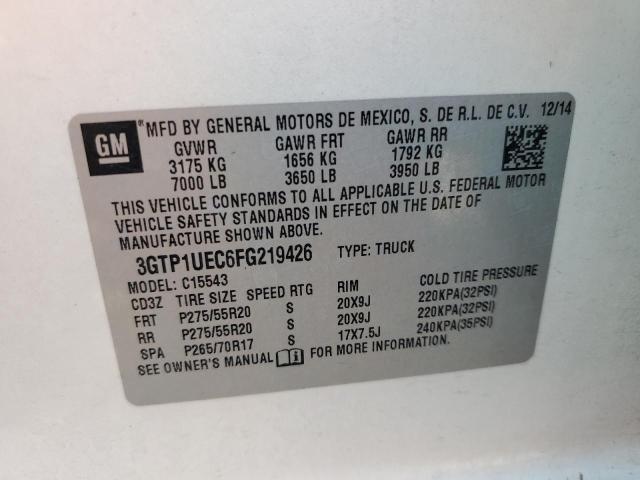 GM
® MFD BY GENERAL MOTORS DE MEXICO, S. DE R.L. DE C.V. 12/14
GVWR GAWR FRT GAWR RR
3175 KG 1656 KG 1792 KG
7000 LB 3650 LB 3950 LB
THIS VEHICLE CONFORMS TO ALL APPLICABLE U.S. FEDERAL MOTOR
VEHICLE SAFETY STANDARDS IN EFFECT ON THE DATE OF
MANUFACTURE SHOWN ABOVE.
3GTP1UEC6FG219426 TYPE: TRUCK
MODEL: C15543
CD3Z TIRE SIZE SPEED RTG RIM COLD TIRE PRESSURE
FRT P275/55R20 S 20X9J 220KPA(32PSI)
RR P275/55R20 S 20X9J 220KPA(32PSI)
SPA P265/70R17 S 17X7.5J 240KPA(35PSI)
SEE OWNER'S MANUAL FOR MORE INFORMATION.